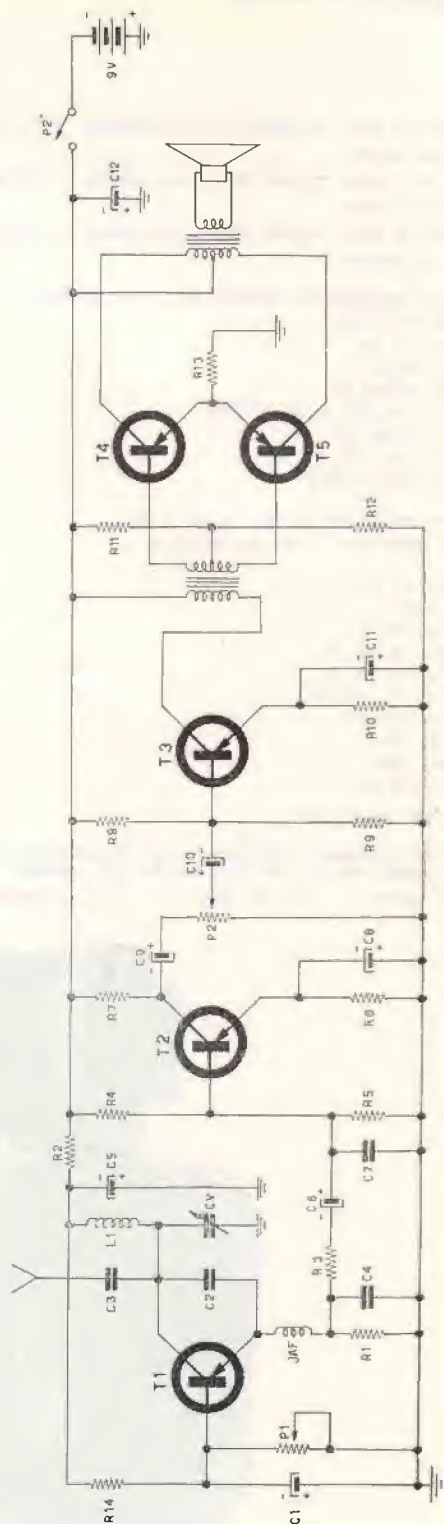 P2'
-
+
9V
R2
-
C12
+
R14
C3
L1
-
C5
+
R4
R7
-
C9
+
R8
R11
T4
T1
C2
CV
T2
P2
+
C10
-
T3
R13
T5
JAF
R3
-
C6
+
C1
-
+
P1
R1
C4
C7
R5
R6
-
C8
+
R9
R10
-
C11
+
R12